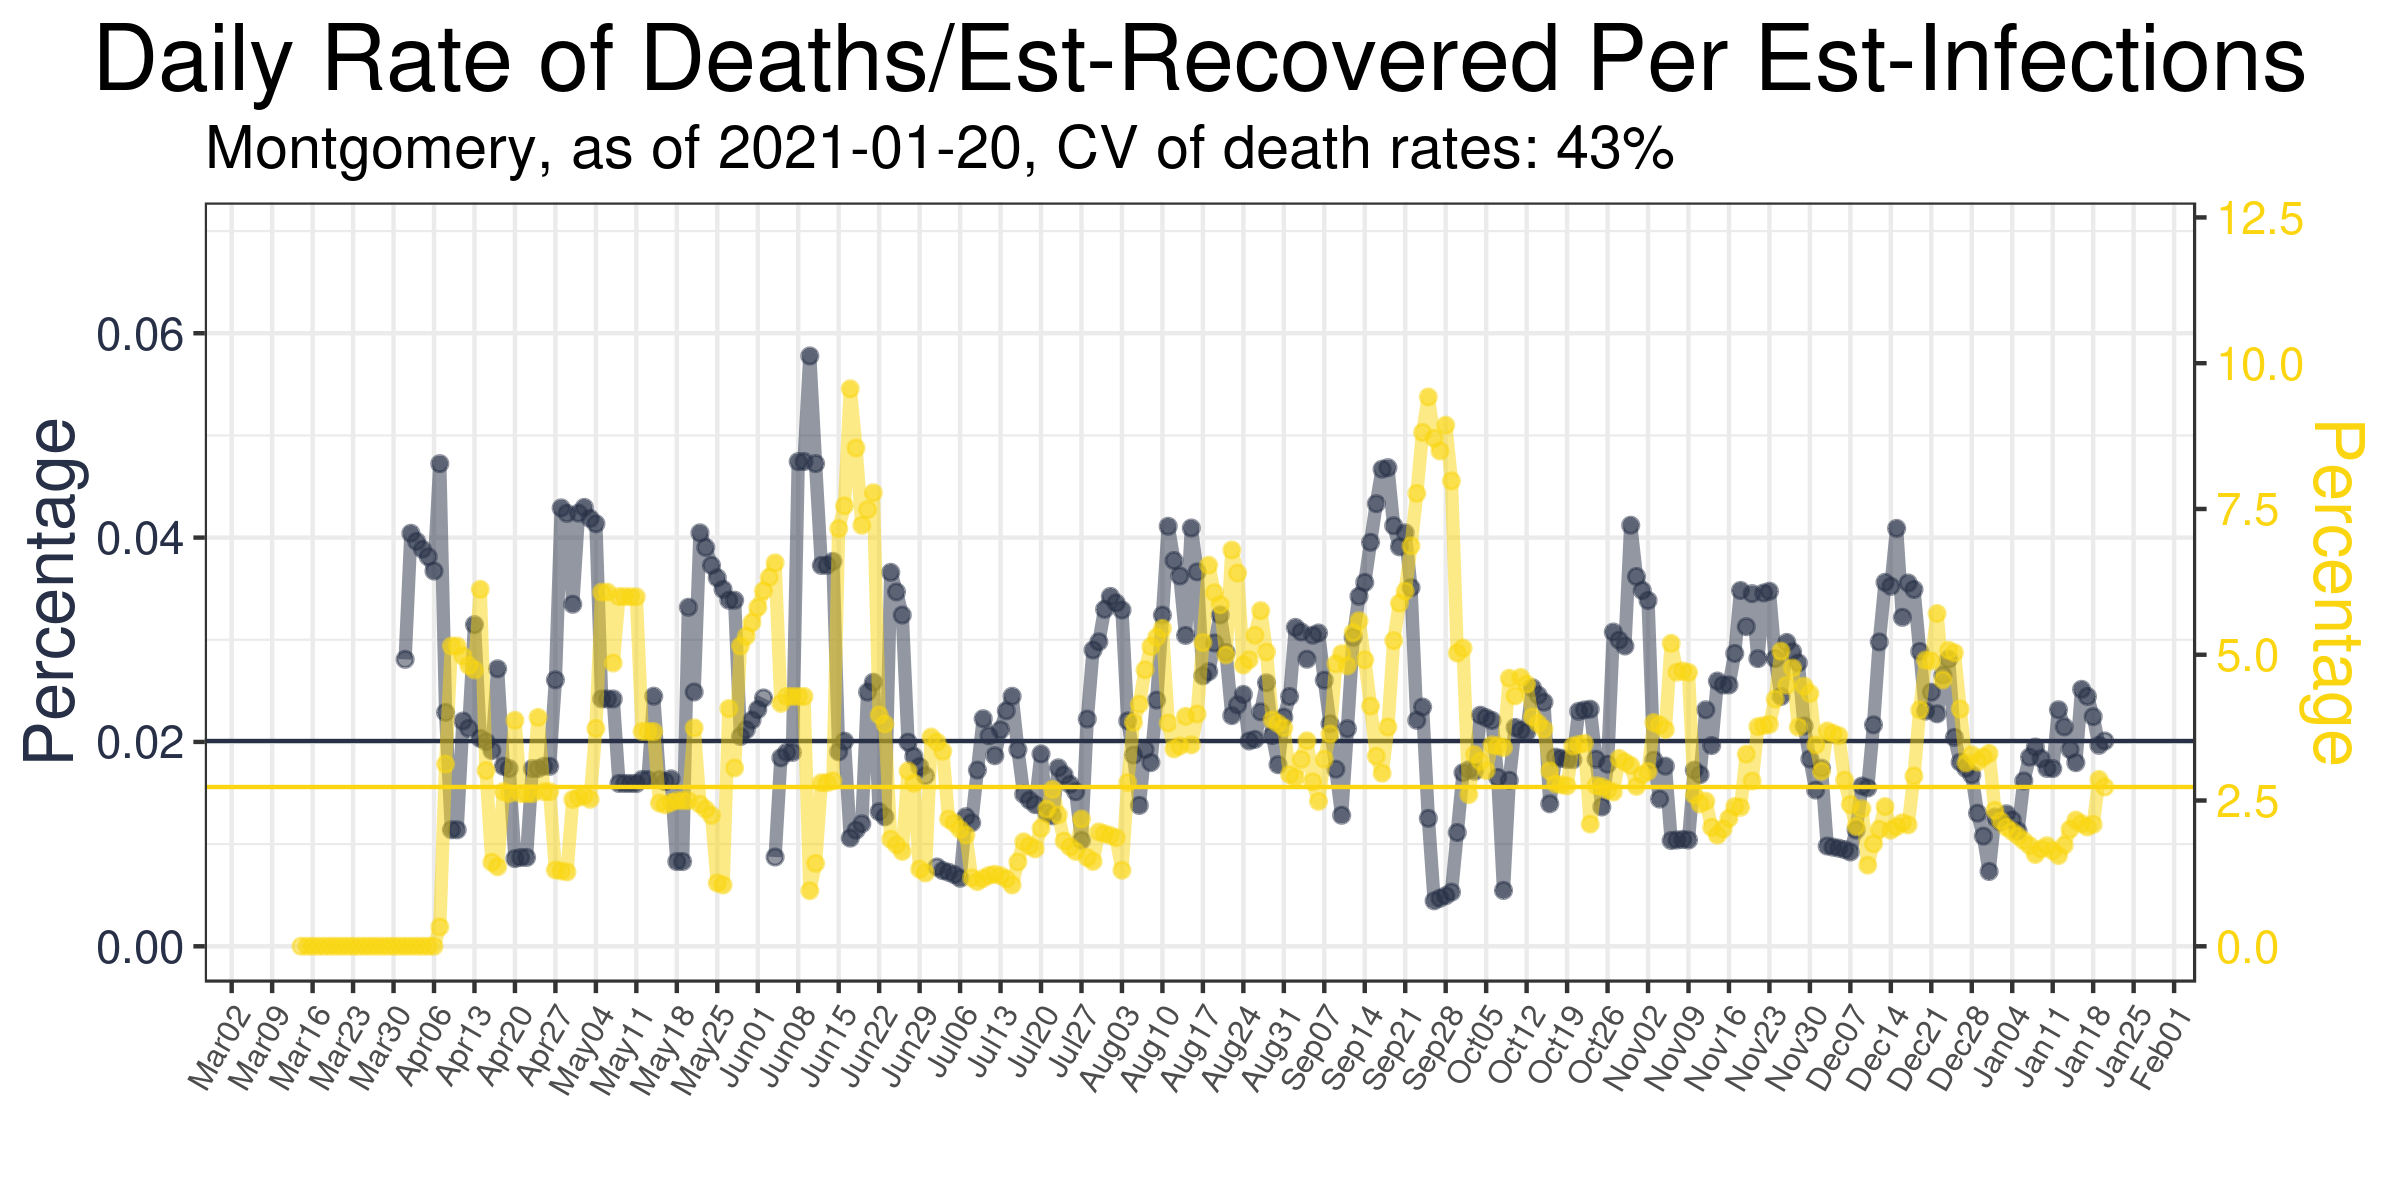 Daily Rate of Deaths/Est-Recovered Per Est-Infections
Montgomery, as of 2021-01-20, CV of death rates: 43%
Percentage
0.06
0.04
0.02
0.00
12.5
10.0
7.5
5.0
2.5
0.0
Percentage
Mar02 Mar09 Mar16 Mar23 Mar30 Apr06 Apr13 Apr20 Apr27 May04 May11 May18 May25 Jun01 Jun08 Jun15 Jun22 Jun29 Jul06 Jul13 Jul20 Jul27 Aug03 Aug10 Aug17 Aug24 Aug31 Sep07 Sep14 Sep21 Sep28 Oct05 Oct12 Oct19 Oct26 Nov02 Nov09 Nov16 Nov23 Nov30 Dec07 Dec14 Dec21 Dec28 Jan04 Jan11 Jan18 Jan25 Feb01